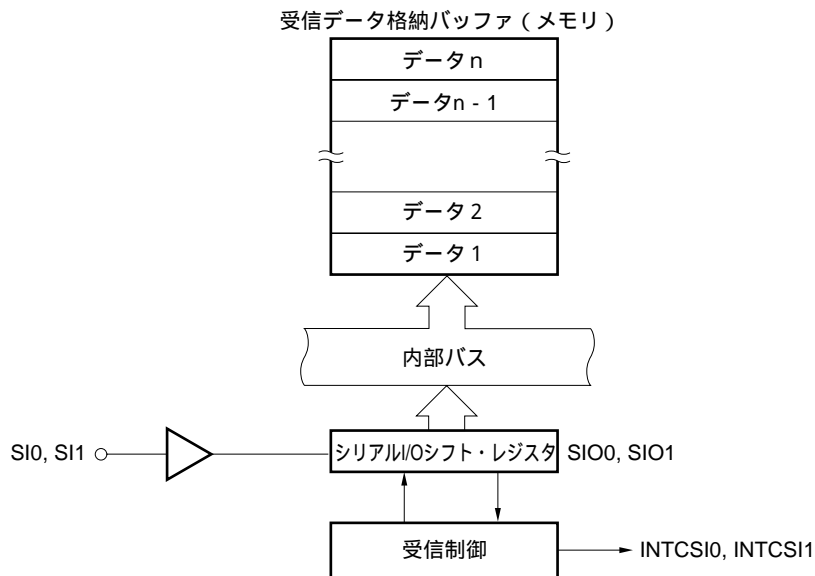 受信データ格納バッファ（メモリ）
データn
データn - 1
データ2
データ1
内部バス
SI0, SI1
シリアルI/Oシフト・レジスタ
SIO0, SIO1
受信制御
INTCSI0, INTCSI1